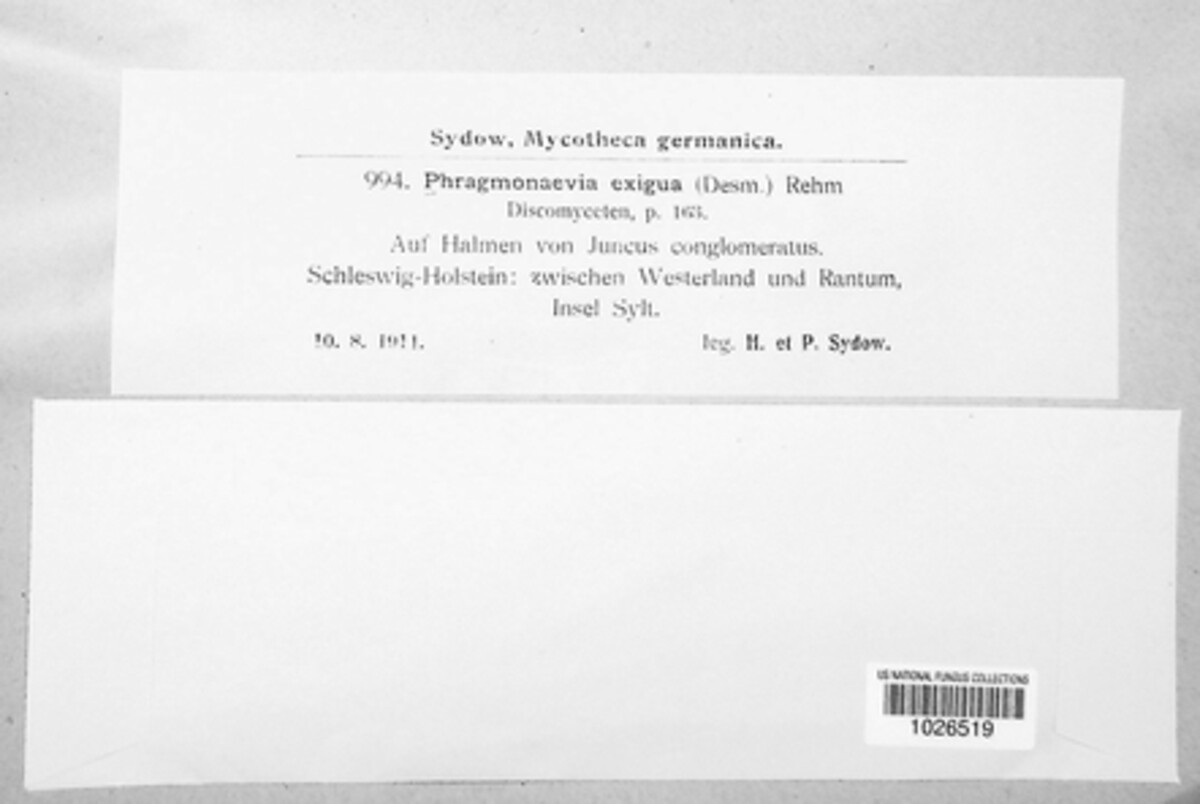 Sydow, Mycotheca germanica.
994. Phragmonaevia exigua (Desm.) Rehm
Discomyceten, p. 163.
Auf Halmen von Juncus conglomeratus.
Schleswig-Holstein: zwischen Westerland und Rantum,
Insel Sylt.
10. 8. 1911. leg. H. et P. Sydow.
US NATIONAL FUNGUS COLLECTIONS
1026519